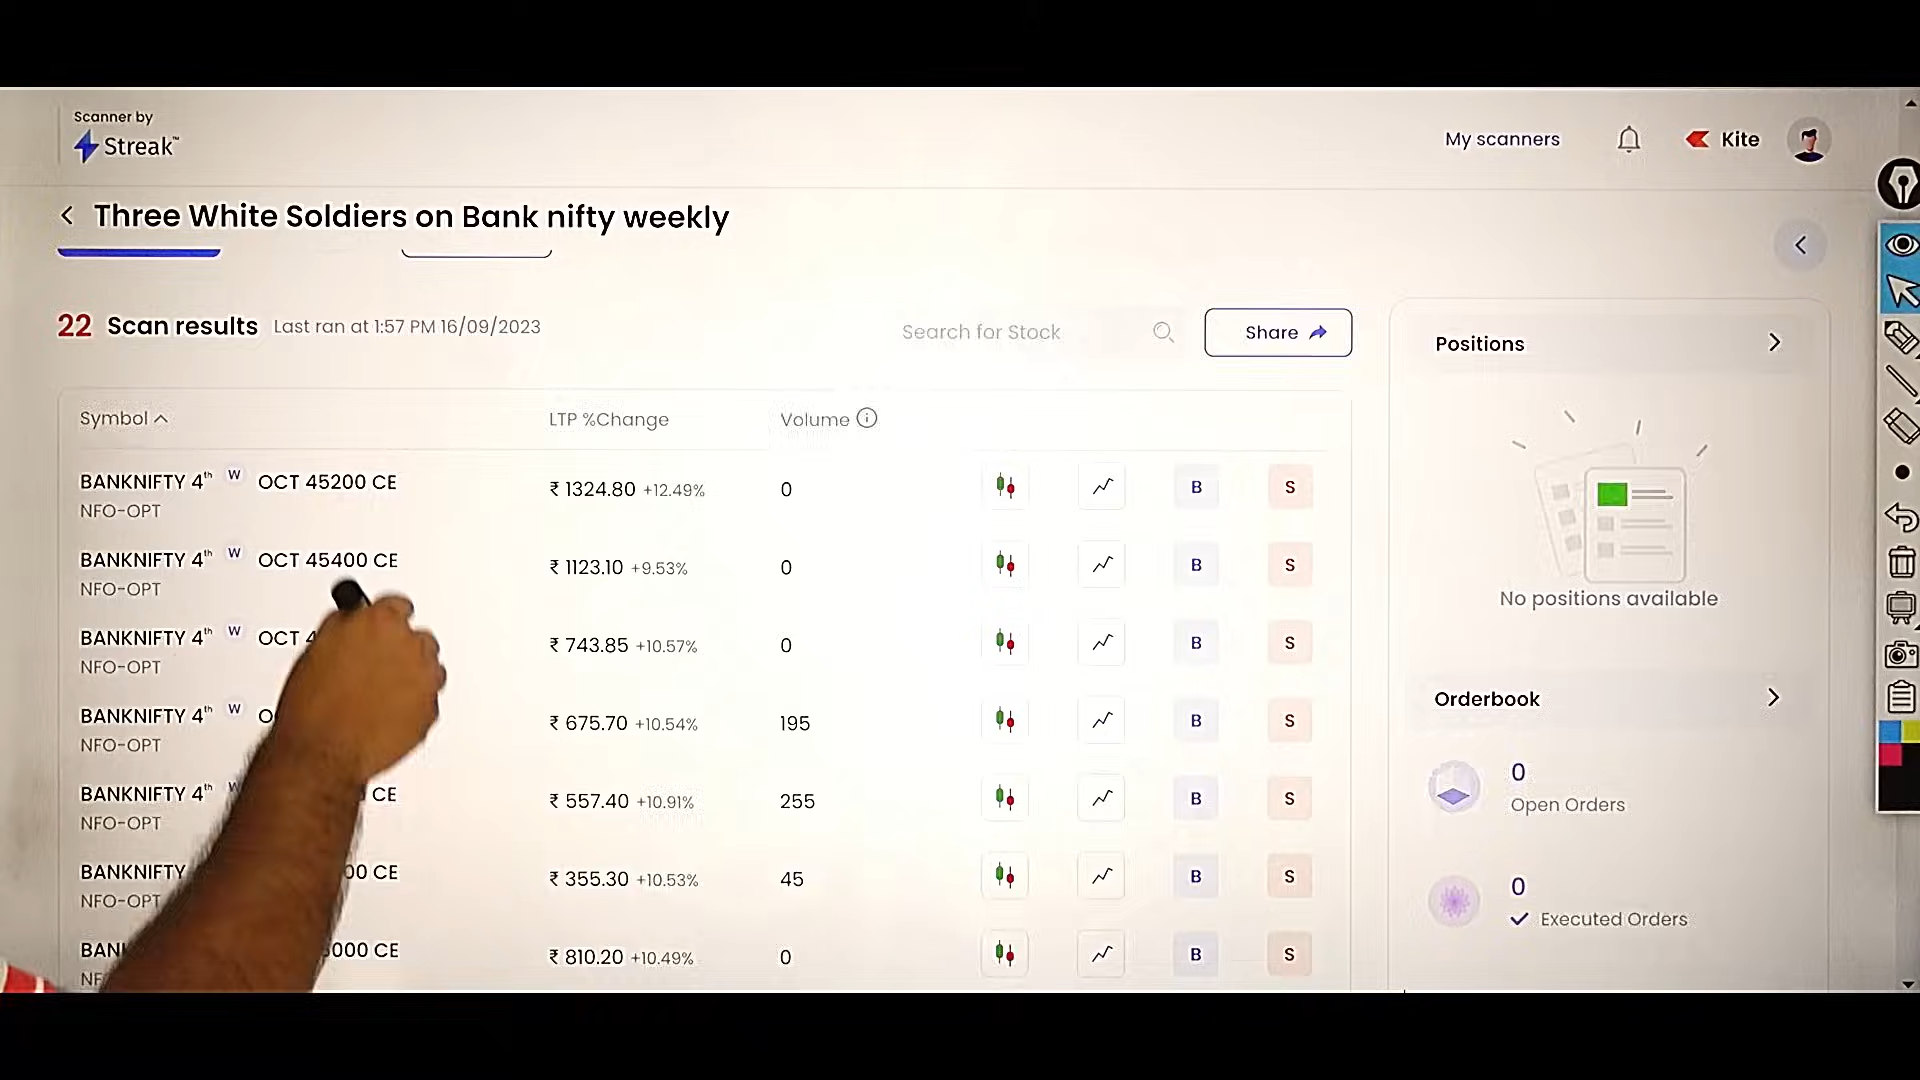 Scanner by
Streak™
My scanners
Kite
Three White Soldiers on Bank nifty weekly
22 Scan results Last ran at 1:57 PM 16/09/2023
Search for Stock
Share
Symbol LTP %Change Volume
BANKNIFTY 4th W OCT 45200 CE
NFO-OPT
₹ 1324.80 +12.49% 0 B S
BANKNIFTY 4th W OCT 45400 CE
NFO-OPT
₹ 1123.10 +9.53% 0 B S
BANKNIFTY 4th W OCT
NFO-OPT
₹ 743.85 +10.57% 0 B S
BANKNIFTY 4th W
NFO-OPT
₹ 675.70 +10.54% 195 B S
BANKNIFTY 4th CE
NFO-OPT
₹ 557.40 +10.91% 255 B S
BANKNIFTY CE
NFO-OPT
₹ 355.30 +10.53% 45 B S
CE
₹ 810.20 +10.49% 0 B S
Positions
No positions available
Orderbook
0
Open Orders
0
Executed Orders